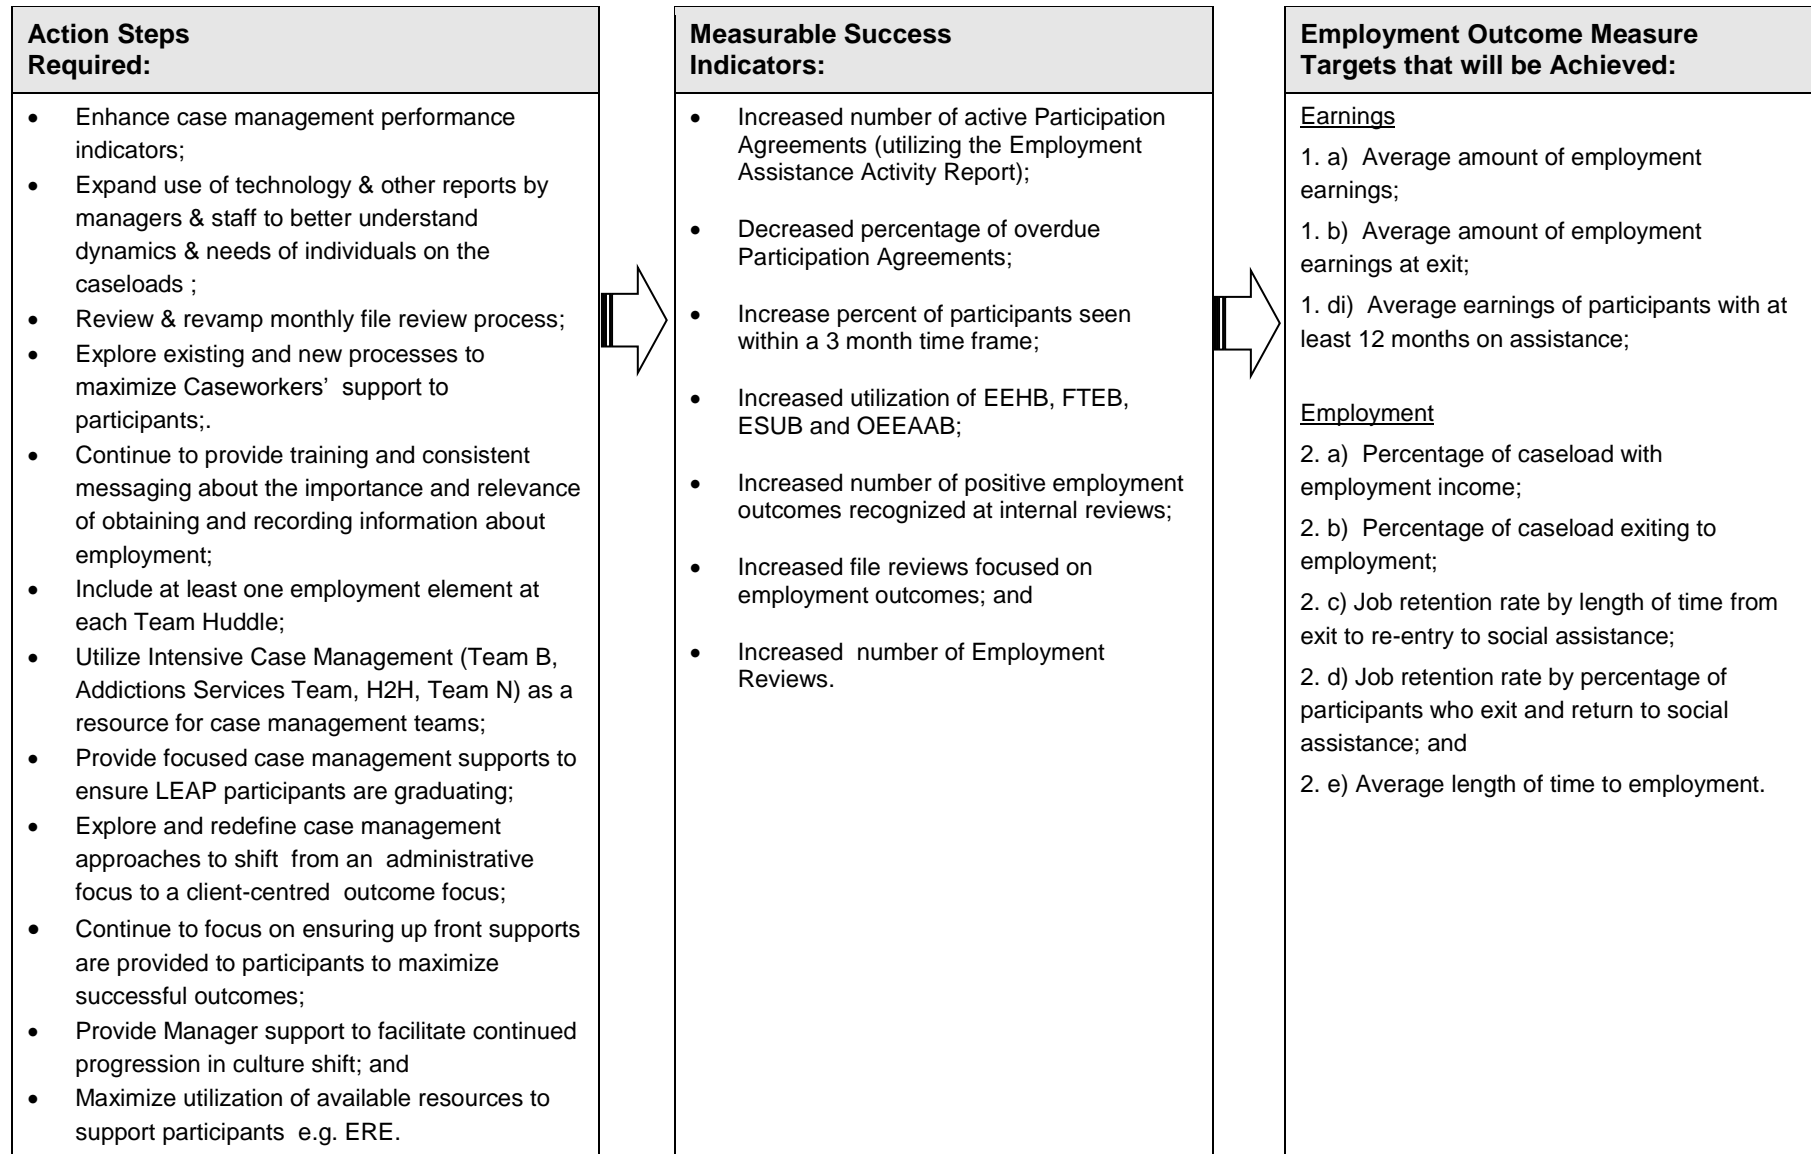 Action Steps
Required:
• Enhance case management performance
indicators;
• Expand use of technology & other reports by
managers & staff to better understand
dynamics & needs of individuals on the
caseloads ;
• Review & revamp monthly file review process;
• Explore existing and new processes to
maximize Caseworkers’ support to
participants;.
• Continue to provide training and consistent
messaging about the importance and relevance
of obtaining and recording information about
employment;
• Include at least one employment element at
each Team Huddle;
• Utilize Intensive Case Management (Team B,
Addictions Services Team, H2H, Team N) as a
resource for case management teams;
• Provide focused case management supports to
ensure LEAP participants are graduating;
• Explore and redefine case management
approaches to shift from an administrative
focus to a client-centred outcome focus;
• Continue to focus on ensuring up front supports
are provided to participants to maximize
successful outcomes;
• Provide Manager support to facilitate continued
progression in culture shift; and
• Maximize utilization of available resources to
support participants e.g. ERE.
Measurable Success
Indicators:
• Increased number of active Participation
Agreements (utilizing the Employment
Assistance Activity Report);
• Decreased percentage of overdue
Participation Agreements;
• Increase percent of participants seen
within a 3 month time frame;
• Increased utilization of EEHB, FTEB,
ESUB and OEEAAB;
• Increased number of positive employment
outcomes recognized at internal reviews;
• Increased file reviews focused on
employment outcomes; and
• Increased number of Employment
Reviews.
Employment Outcome Measure
Targets that will be Achieved:
Earnings
1. a) Average amount of employment
earnings;
1. b) Average amount of employment
earnings at exit;
1. di) Average earnings of participants with at
least 12 months on assistance;
Employment
2. a) Percentage of caseload with
employment income;
2. b) Percentage of caseload exiting to
employment;
2. c) Job retention rate by length of time from
exit to re-entry to social assistance;
2. d) Job retention rate by percentage of
participants who exit and return to social
assistance; and
2. e) Average length of time to employment.